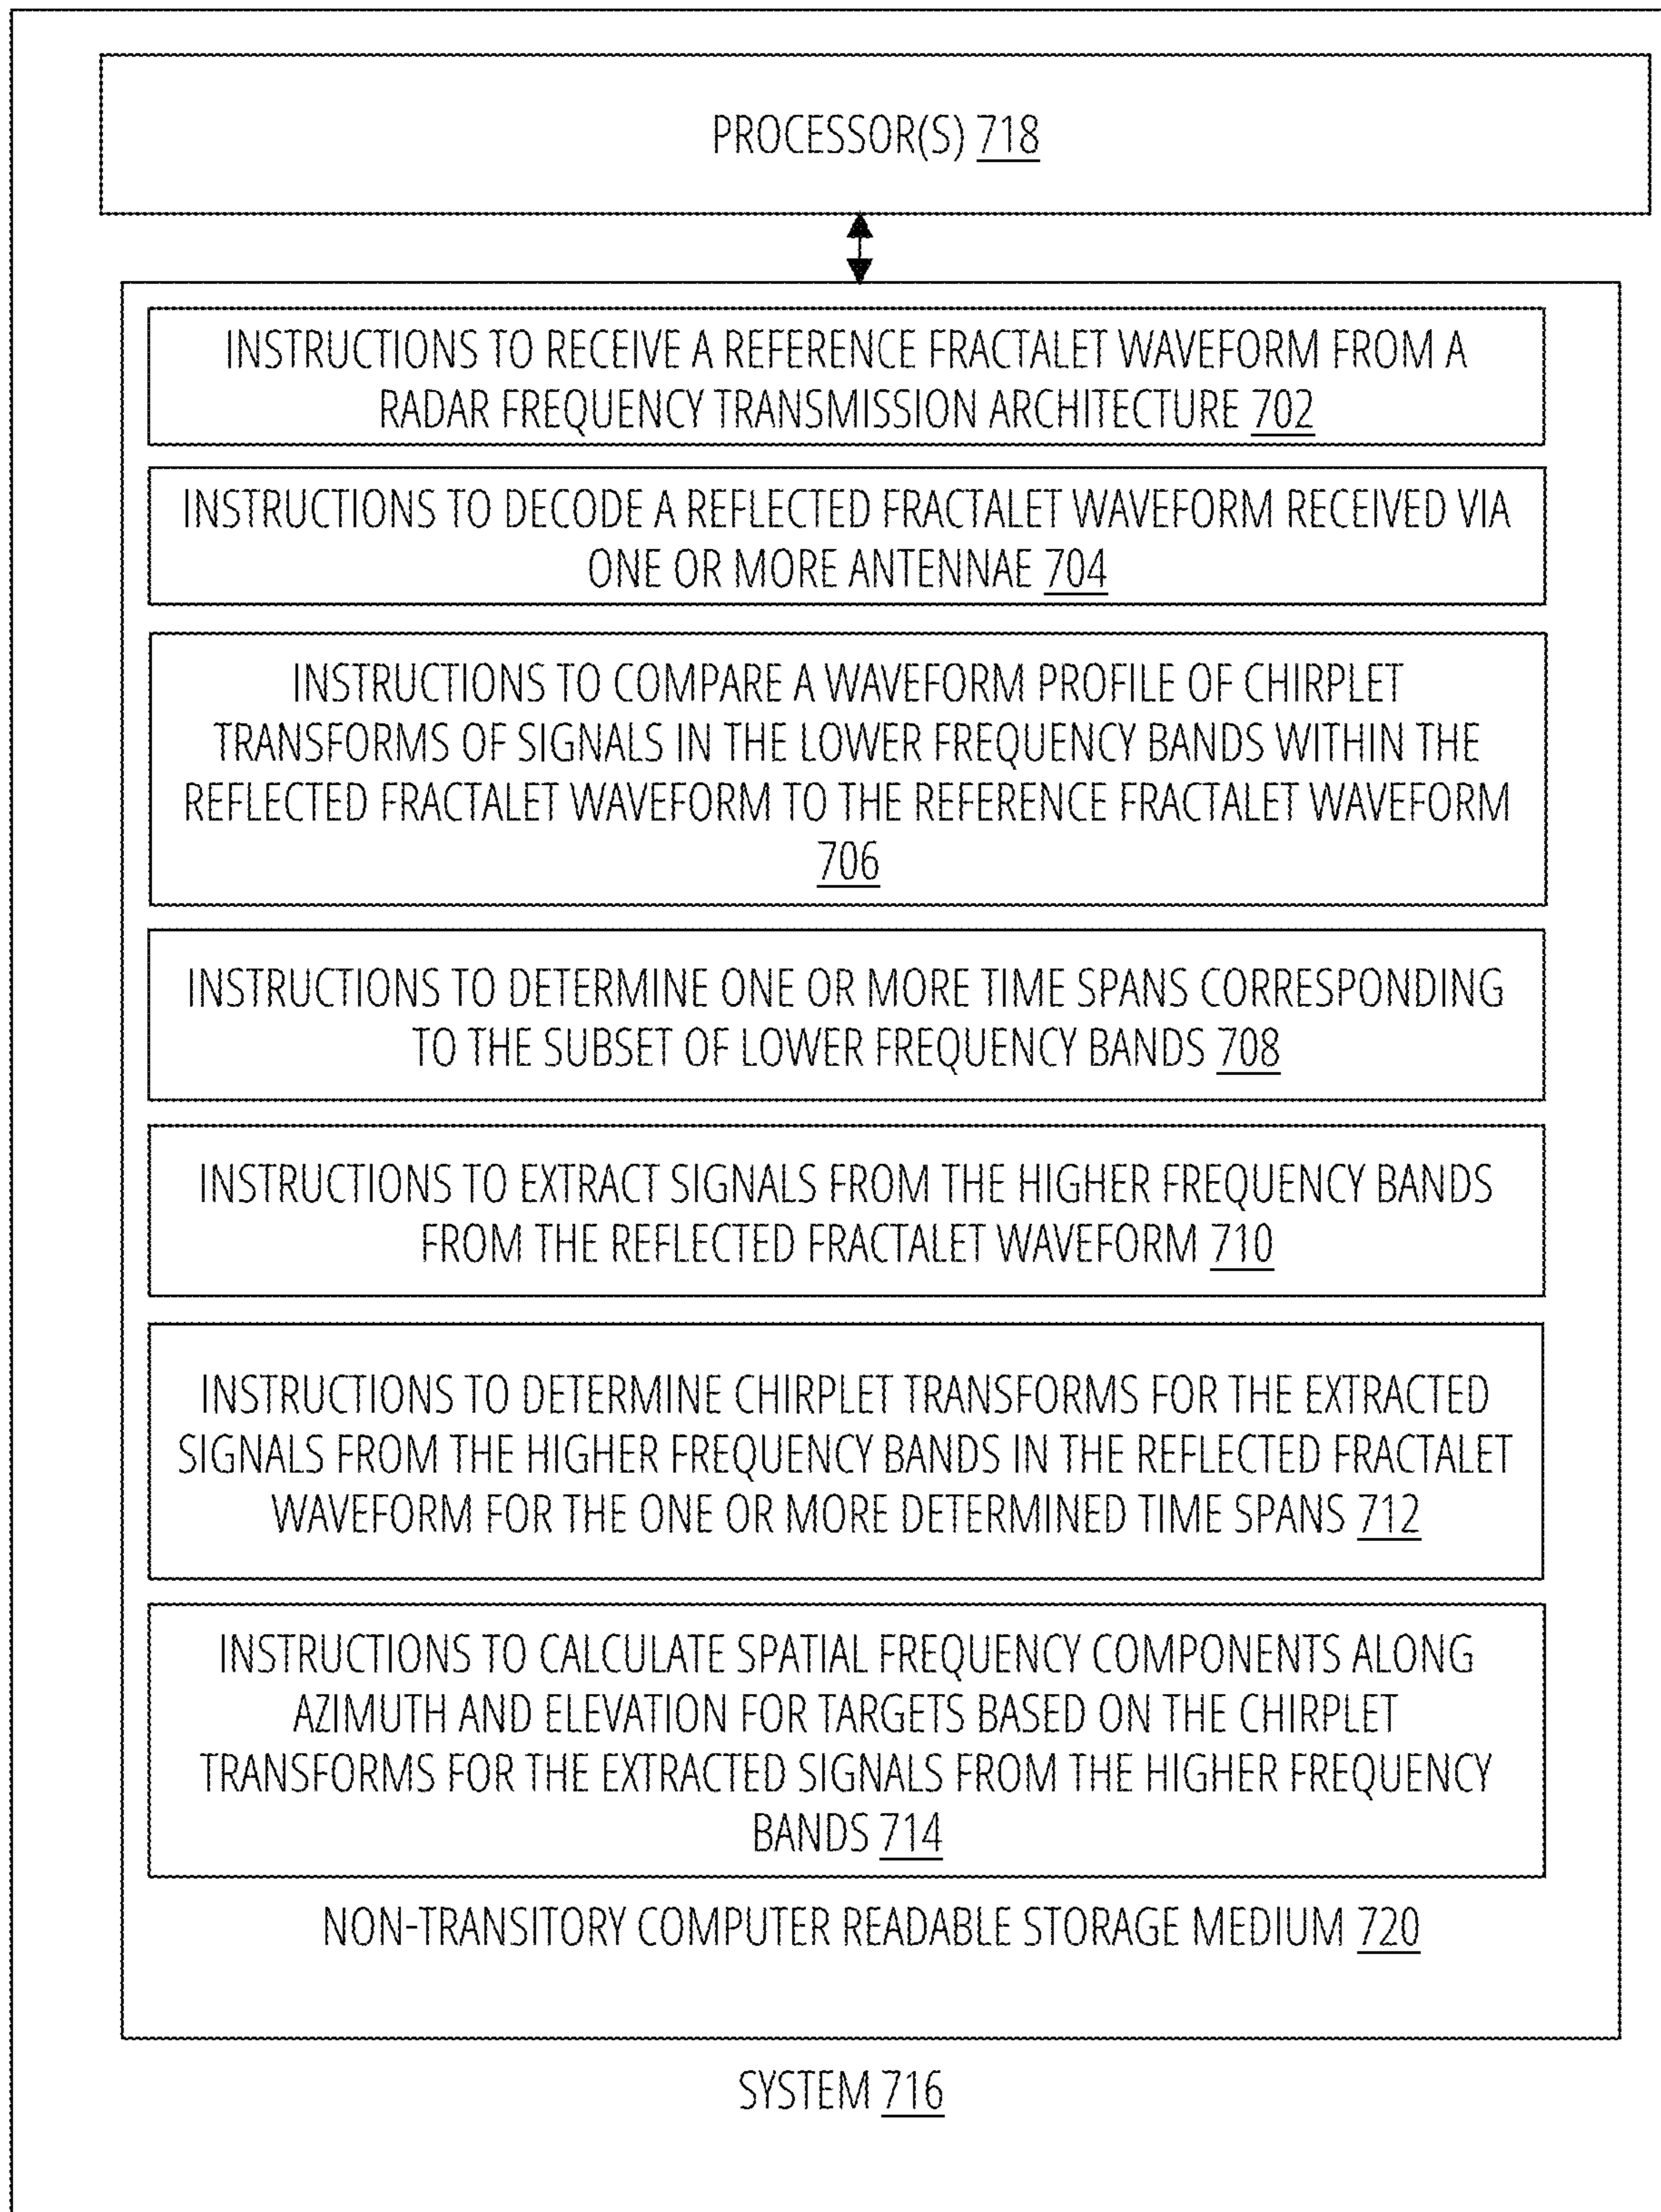 PROCESSOR(S) 718
INSTRUCTIONS TO RECEIVE A REFERENCE FRACTALET WAVEFORM FROM A
RADAR FREQUENCY TRANSMISSION ARCHITECTURE 702
INSTRUCTIONS TO DECODE A REFLECTED FRACTALET WAVEFORM RECEIVED VIA
ONE OR MORE ANTENNAE 704
INSTRUCTIONS TO COMPARE A WAVEFORM PROFILE OF CHIRPLET
TRANSFORMS OF SIGNALS IN THE LOWER FREQUENCY BANDS WITHIN THE
REFLECTED FRACTALET WAVEFORM TO THE REFERENCE FRACTALET WAVEFORM
706
INSTRUCTIONS TO DETERMINE ONE OR MORE TIME SPANS CORRESPONDING
TO THE SUBSET OF LOWER FREQUENCY BANDS 708
INSTRUCTIONS TO EXTRACT SIGNALS FROM THE HIGHER FREQUENCY BANDS
FROM THE REFLECTED FRACTALET WAVEFORM 710
INSTRUCTIONS TO DETERMINE CHIRPLET TRANSFORMS FOR THE EXTRACTED
SIGNALS FROM THE HIGHER FREQUENCY BANDS IN THE REFLECTED FRACTALET
WAVEFORM FOR THE ONE OR MORE DETERMINED TIME SPANS 712
INSTRUCTIONS TO CALCULATE SPATIAL FREQUENCY COMPONENTS ALONG
AZIMUTH AND ELEVATION FOR TARGETS BASED ON THE CHIRPLET
TRANSFORMS FOR THE EXTRACTED SIGNALS FROM THE HIGHER FREQUENCY
BANDS 714
NON-TRANSITORY COMPUTER READABLE STORAGE MEDIUM 720
SYSTEM 716